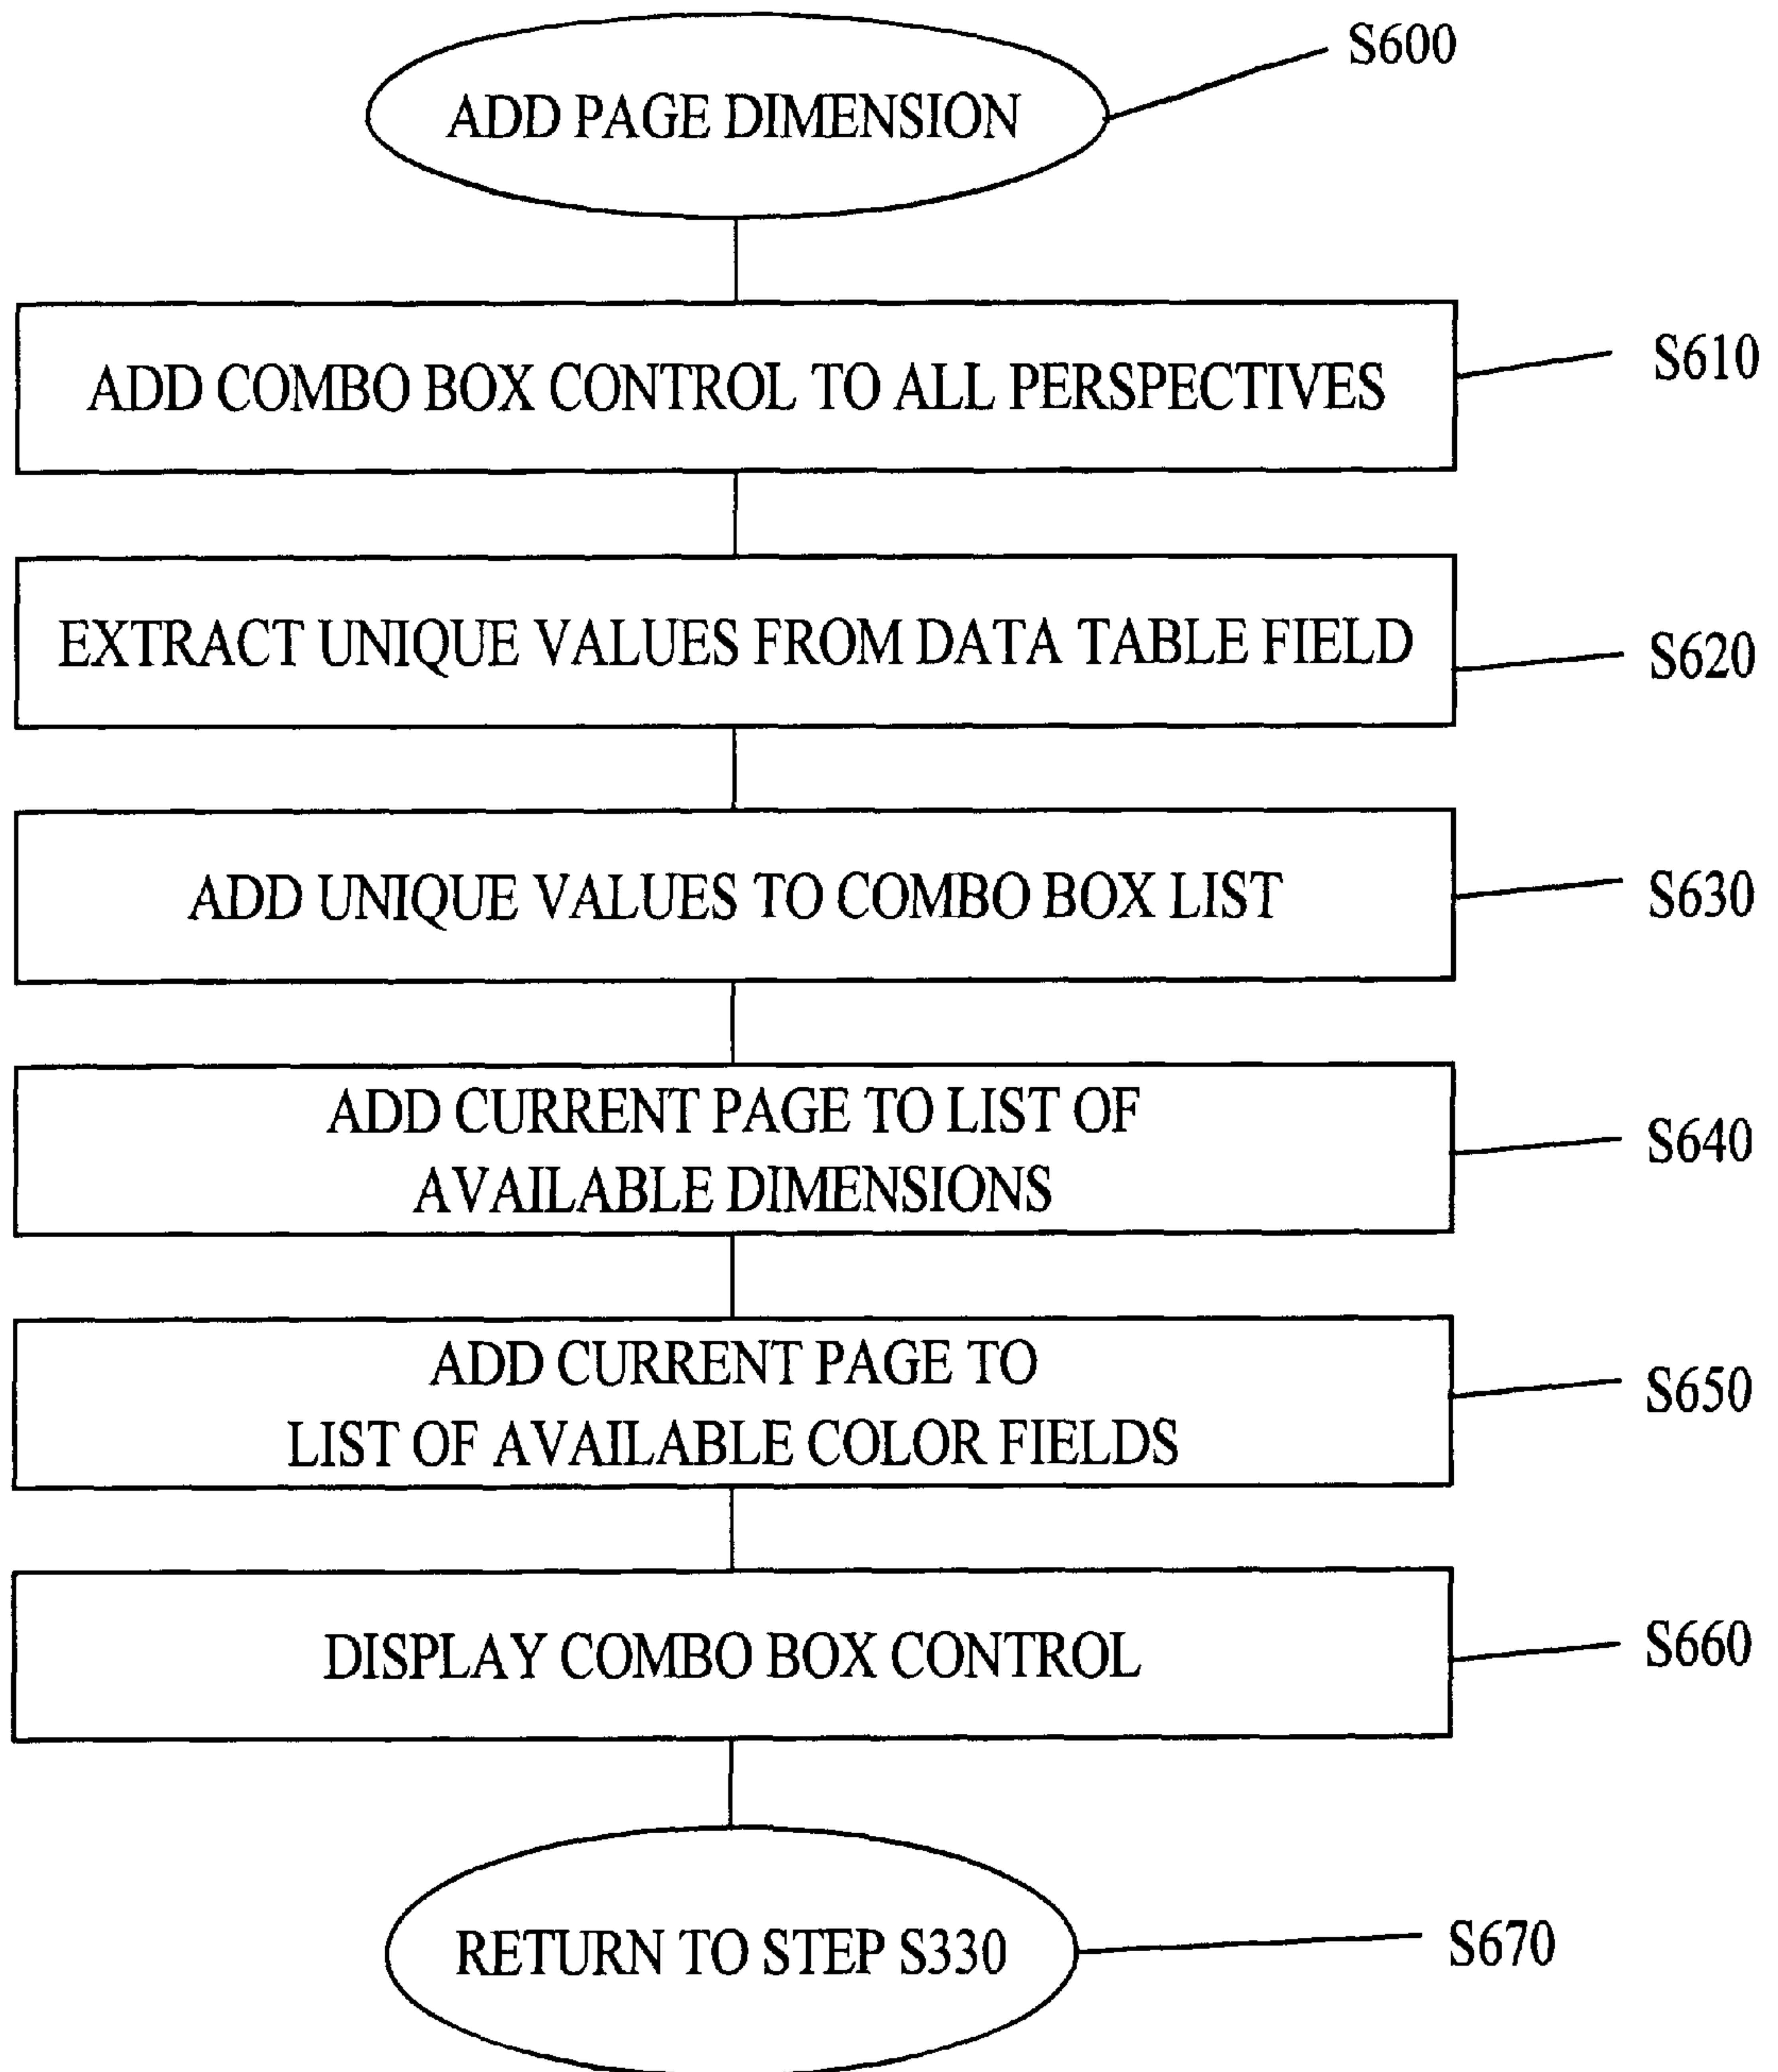 ADD PAGE DIMENSION
S600
ADD COMBO BOX CONTROL TO ALL PERSPECTIVES
S610
EXTRACT UNIQUE VALUES FROM DATA TABLE FIELD
S620
ADD UNIQUE VALUES TO COMBO BOX LIST
S630
ADD CURRENT PAGE TO LIST OF
AVAILABLE DIMENSIONS
S640
ADD CURRENT PAGE TO
LIST OF AVAILABLE COLOR FIELDS
S650
DISPLAY COMBO BOX CONTROL
S660
RETURN TO STEP S330
S670